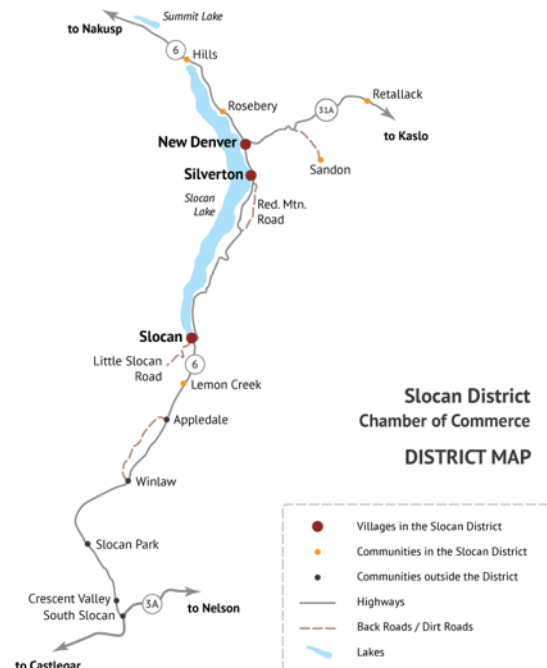 Summit Lake
to Nakusp
6
Hills
Retallack
31A
Rosebery
to Kaslo
New Denver
Sandon
Silverton
Slocan
Lake
Red. Mtn.
Road
Slocan
Little Slocan
Road
6
Lemon Creek
Slocan District
Chamber of Commerce
DISTRICT MAP
Appledale
Winlaw
Slocan Park
Crescent Valley
South Slocan
3A
to Nelson
to Castlegar
Villages in the Slocan District
Communities in the Slocan District
Communities outside the District
Highways
Back Roads / Dirt Roads
Lakes